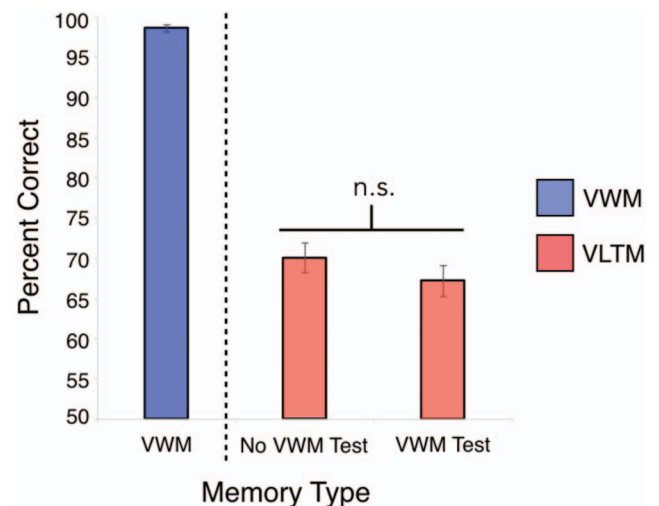 Percent Correct
100
95
90
85
80
75
70
65
60
55
50
n.s.
VWM
VLTM
VWM
No VWM Test
VWM Test
Memory Type